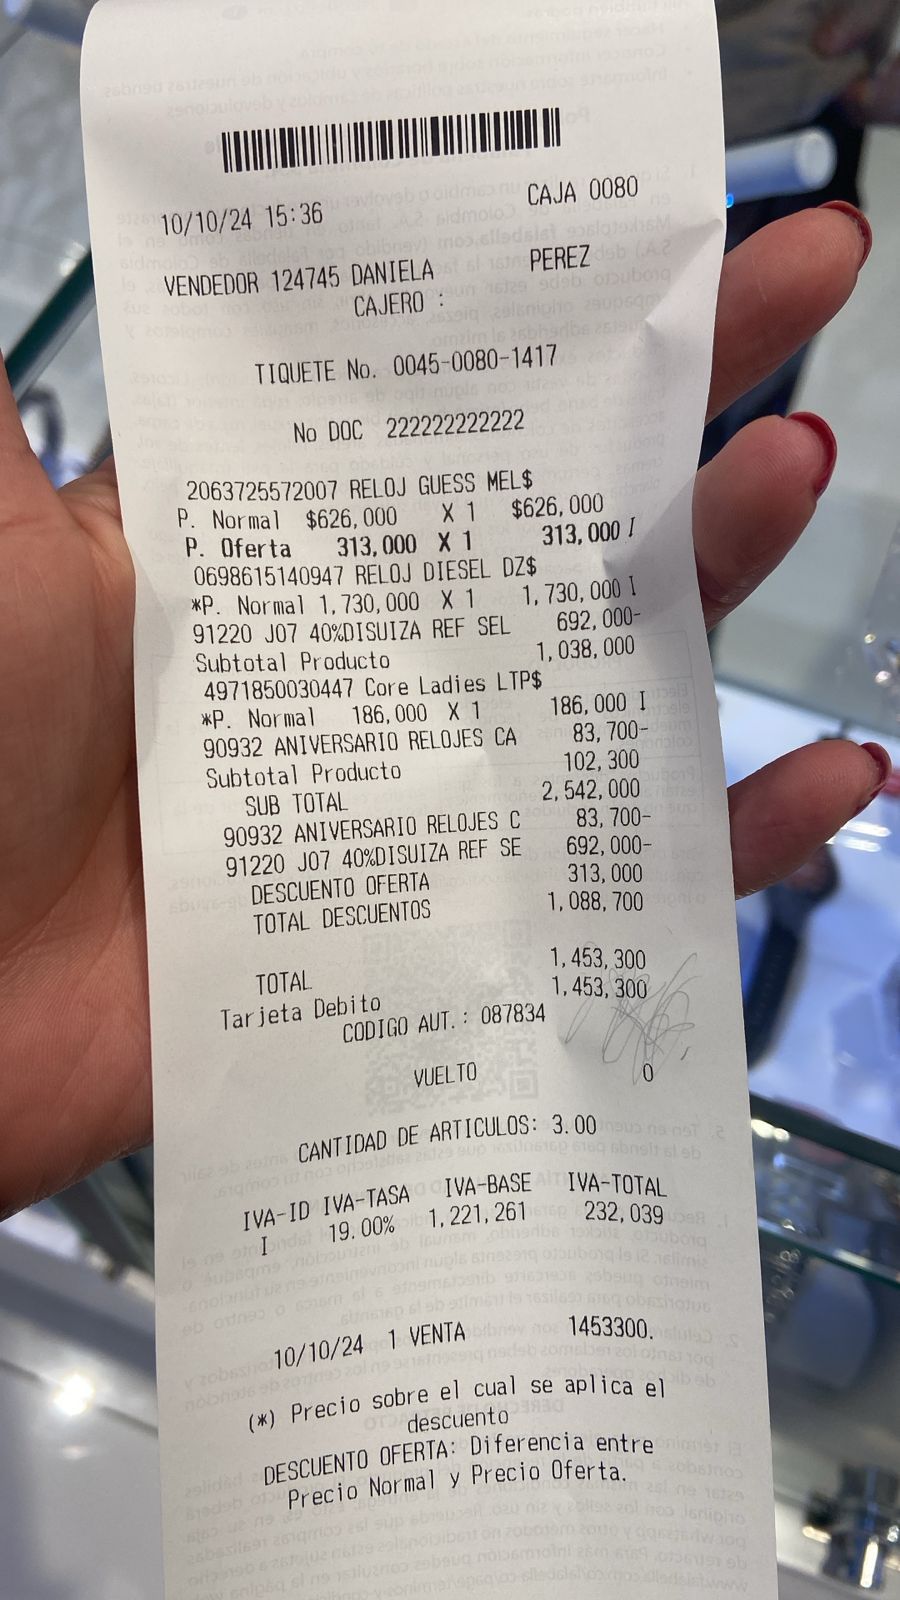 10/10/24 15:36 CAJA 0080
VENDEDOR 124745 DANIELA PEREZ
CAJERO :
TIQUETE No. 0045-0080-1417
No DOC 222222222222
2063725572007 RELOJ GUESS MEL$
P. Normal $626,000 X 1 $626,000
P. Oferta 313,000 X 1 313,000 I
0698615140947 RELOJ DIESEL DZ$
*P. Normal 1,730,000 X 1 1,730,000 I
91220 J07 40%DISUIZA REF SEL 692,000-
Subtotal Producto 1,038,000
4971850030447 Core Ladies LTP$
*P. Normal 186,000 X 1 186,000 I
90932 ANIVERSARIO RELOJES CA 83,700-
Subtotal Producto 102,300
SUB TOTAL 2,542,000
90932 ANIVERSARIO RELOJES C 83,700-
91220 J07 40%DISUIZA REF SE 692,000-
DESCUENTO OFERTA 313,000
TOTAL DESCUENTOS 1,088,700
TOTAL 1,453,300
Tarjeta Debito 1,453,300
CODIGO AUT.: 087834
VUELTO 0
CANTIDAD DE ARTICULOS: 3.00
IVA-ID IVA-TASA IVA-BASE IVA-TOTAL
I 19.00% 1,221,261 232,039
10/10/24 1 VENTA 1453300.
(*) Precio sobre el cual se aplica el
descuento
DESCUENTO OFERTA: Diferencia entre
Precio Normal y Precio Oferta.